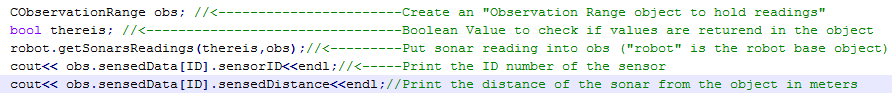 CObservationRange obs; //<-----------------------Create an "Observation Range object to hold readings"
bool thereis; //<--------------------------------Boolean Value to check if values are returend in the object
robot.getSonarsReadings(thereis,obs);//<---------Put sonar reading into obs ("robot" is the robot base object)
cout<< obs.sensedData[ID].sensorID<<endl;//<-----Print the ID number of the sensor
cout<< obs.sensedData[ID].sensedDistance<<endl;//Print the distance of the sonar from the object in meters